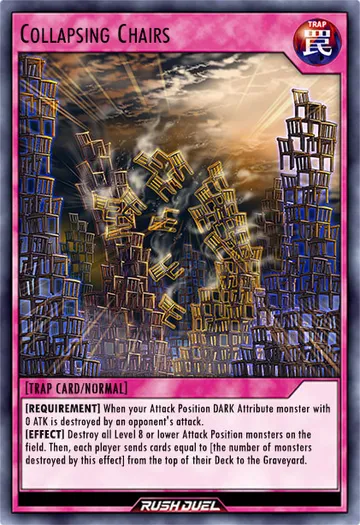 Collapsing Chairs
TRAP
罠
[TRAP CARD/NORMAL]
[REQUIREMENT] When your Attack Position DARK Attribute monster with
0 ATK is destroyed by an opponent's attack.
[EFFECT] Destroy all Level 8 or lower Attack Position monsters on the
field. Then, each player sends cards equal to [the number of monsters
destroyed by this effect] from the top of their Deck to the Graveyard.
RUSH DUEL